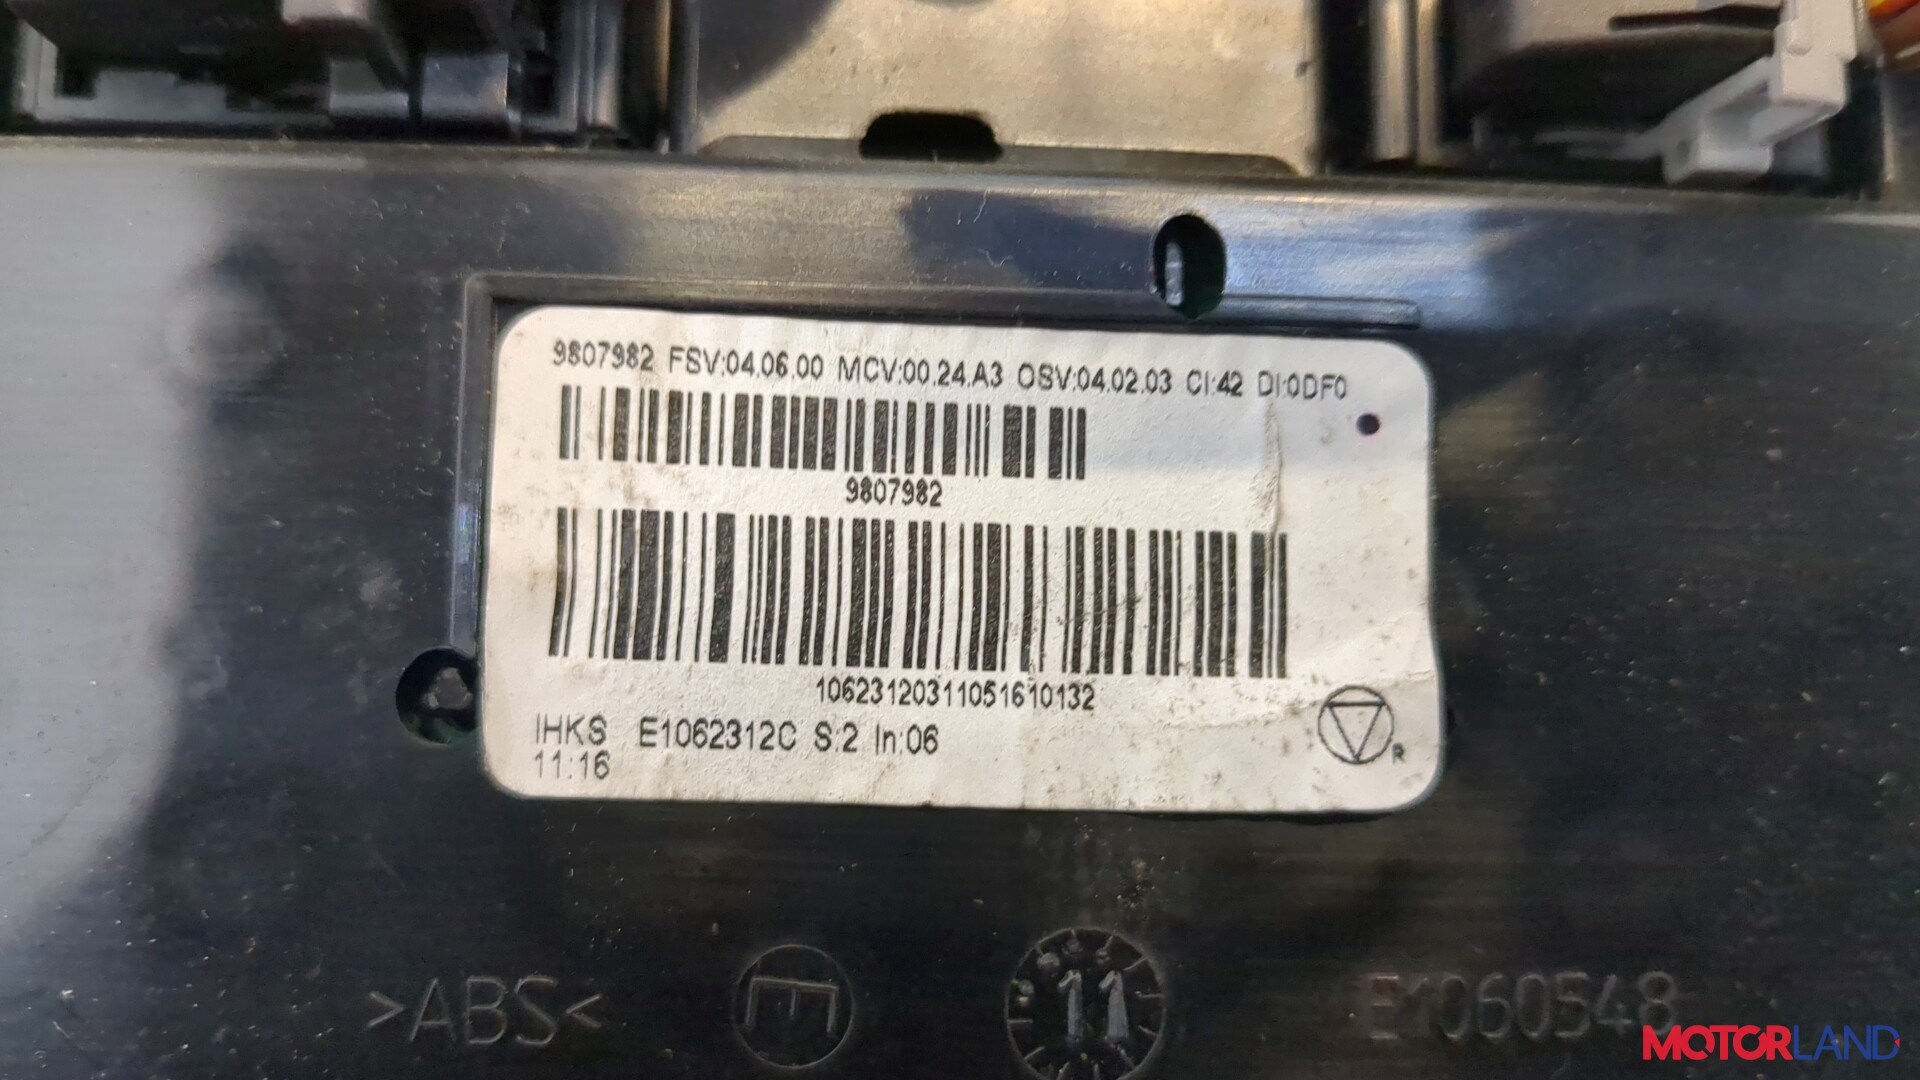 9807982 FSV:04.06.00 MCV:00.24.A3 OSV:04.02.03 CI:42 DI:0DF0
9807982
10623120311051610132
IHKS E1062312C S:2 In:06
11:16
R
>ABS<
E
11
E1060548
MOTORLAND